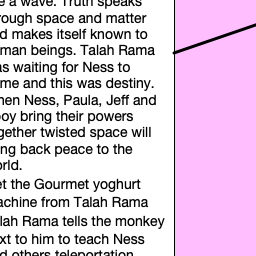 e a wave. Truth speaks
rough space and matter
d makes itself known to
man beings. Talah Rama
as waiting for Ness to
me and this was destiny.
hen Ness, Paula, Jeff and
oy bring their powers
gether twisted space will
ng back peace to the
rld.
et the Gourmet yoghurt
achine from Talah Rama
lah Rama tells the monkey
xt to him to teach Ness
d others teleportation